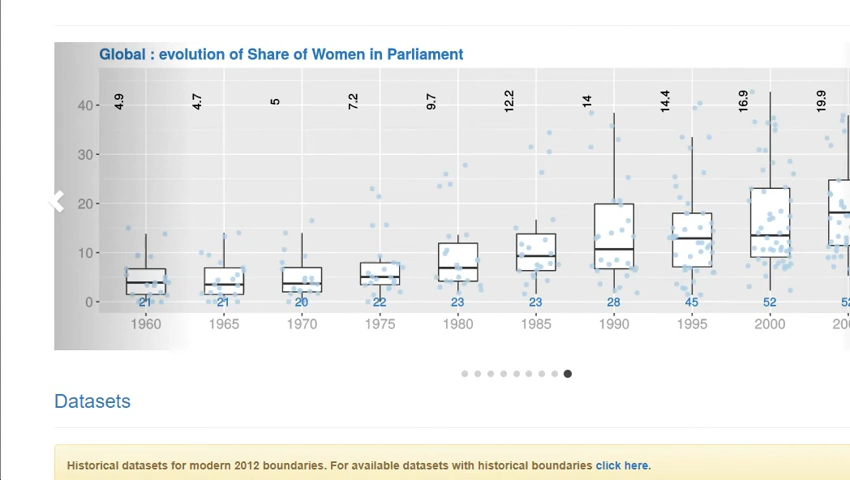 Global : evolution of Share of Women in Parliament
4.9 4.7 5 7.2 9.7 12.2 14 14.4 16.9 19.9
40
30
20
10
0
21 21 20 22 23 23 28 45 52
1960 1965 1970 1975 1980 1985 1990 1995 2000
Datasets
Historical datasets for modern 2012 boundaries. For available datasets with historical boundaries click here.